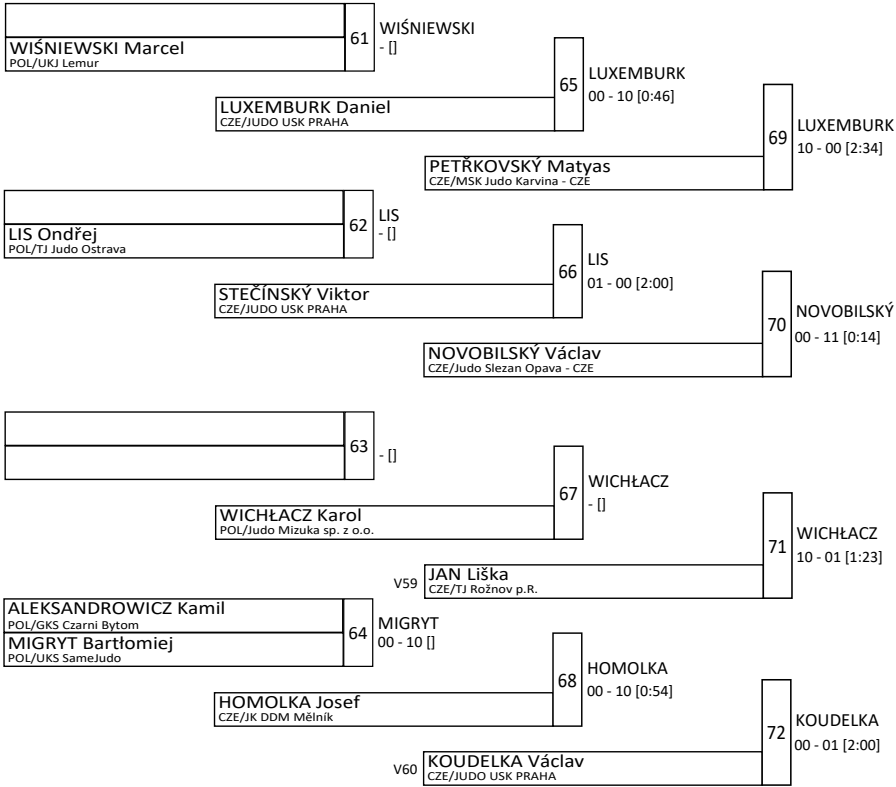 WIŚNIEWSKI Marcel
POL/UKJ Lemur
61
WIŚNIEWSKI
- []
LUXEMBURK Daniel
CZE/JUDO USK PRAHA
65
LUXEMBURK
00 - 10 [0:46]
PETŘKOVSKÝ Matyas
CZE/MSK Judo Karvina - CZE
69
LUXEMBURK
10 - 00 [2:34]
LIS Ondřej
POL/TJ Judo Ostrava
62
LIS
- []
STEČÍNSKÝ Viktor
CZE/JUDO USK PRAHA
66
LIS
01 - 00 [2:00]
NOVOBILSKÝ Václav
CZE/Judo Slezan Opava - CZE
70
NOVOBILSKÝ
00 - 11 [0:14]
63
- []
WICHŁACZ Karol
POL/Judo Mizuka sp. z o.o.
67
WICHŁACZ
- []
V59
JAN Liška
CZE/TJ Rožnov p.R.
71
WICHŁACZ
10 - 01 [1:23]
ALEKSANDROWICZ Kamil
POL/GKS Czarni Bytom
MIGRYT Bartłomiej
POL/UKS SameJudo
64
MIGRYT
00 - 10 []
HOMOLKA Josef
CZE/JK DDM Mělník
68
HOMOLKA
00 - 10 [0:54]
V60
KOUDELKA Václav
CZE/JUDO USK PRAHA
72
KOUDELKA
00 - 01 [2:00]